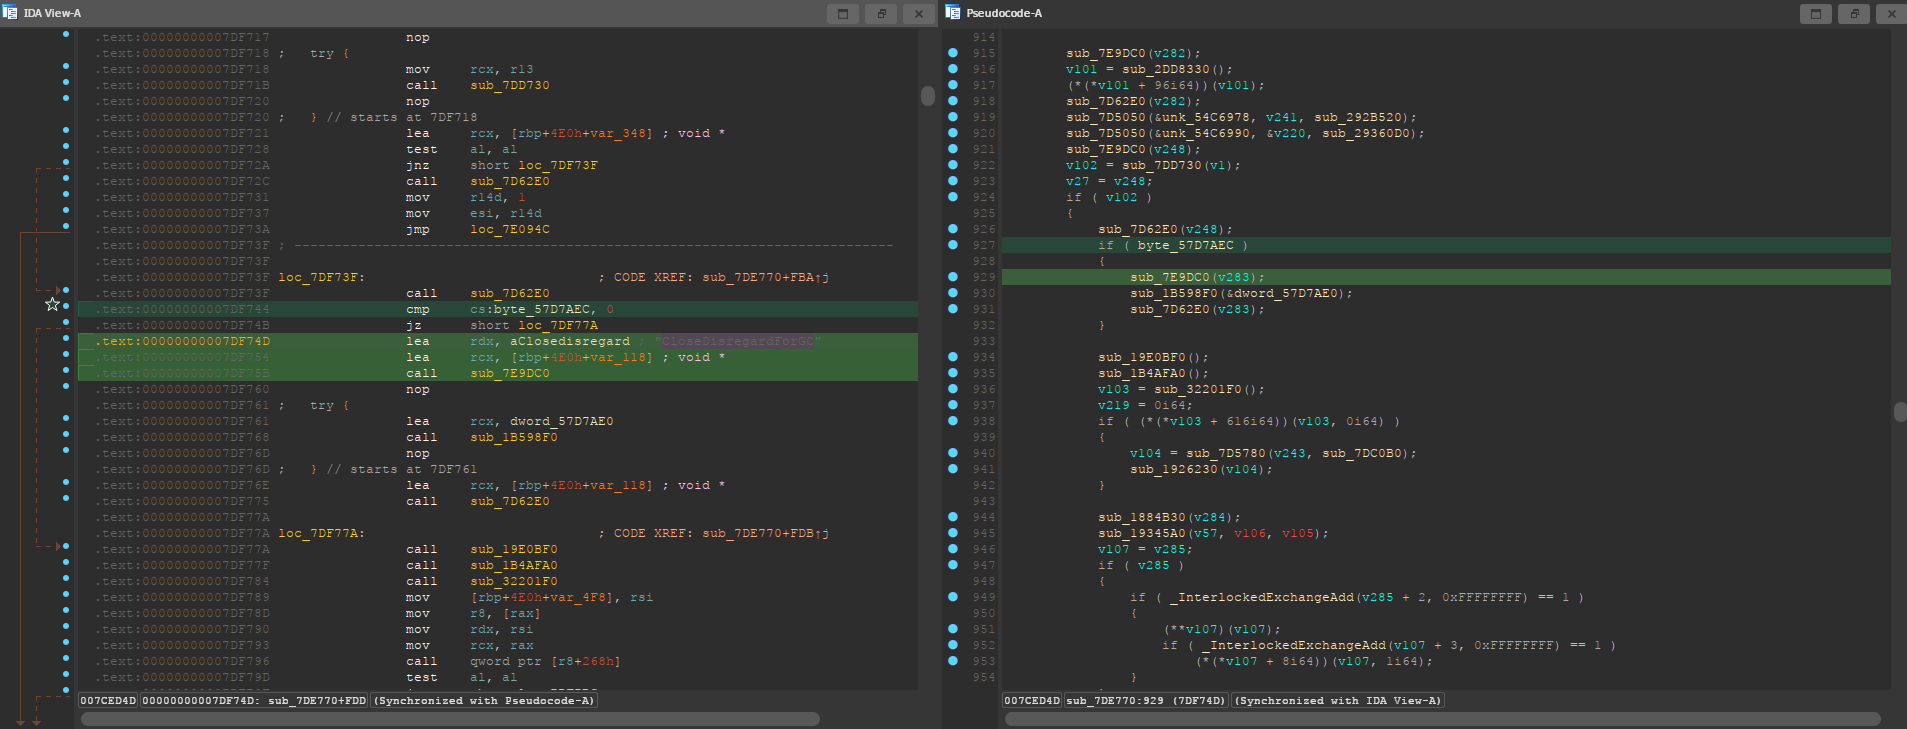 IDA View-A
.text:00000000007DF717 nop
.text:00000000007DF718 ; try {
.text:00000000007DF718 mov rcx, r13
.text:00000000007DF71B call sub_7DD730
.text:00000000007DF720 nop
.text:00000000007DF720 ; } // starts at 7DF718
.text:00000000007DF721 lea rcx, [rbp+4E0h+var_348] ; void *
.text:00000000007DF728 test al, al
.text:00000000007DF72A jnz short loc_7DF73F
.text:00000000007DF72C call sub_7D62E0
.text:00000000007DF731 mov r14d, 1
.text:00000000007DF737 mov esi, r14d
.text:00000000007DF73A jmp loc_7E094C
.text:00000000007DF73F ; ---------------------------------------------------------------------------
.text:00000000007DF73F
.text:00000000007DF73F loc_7DF73F: ; CODE XREF: sub_7DE770+FBA↑j
.text:00000000007DF73F call sub_7D62E0
.text:00000000007DF744 cmp cs:byte_57D7AEC, 0
.text:00000000007DF74B jz short loc_7DF77A
.text:00000000007DF74D lea rdx, aClosedisregard ; "CloseDisregardForGC"
.text:00000000007DF754 lea rcx, [rbp+4E0h+var_118] ; void *
.text:00000000007DF75B call sub_7E9DC0
.text:00000000007DF760 nop
.text:00000000007DF761 ; try {
.text:00000000007DF761 lea rcx, dword_57D7AE0
.text:00000000007DF768 call sub_1B598F0
.text:00000000007DF76D nop
.text:00000000007DF76D ; } // starts at 7DF761
.text:00000000007DF76E lea rcx, [rbp+4E0h+var_118] ; void *
.text:00000000007DF775 call sub_7D62E0
.text:00000000007DF77A
.text:00000000007DF77A loc_7DF77A: ; CODE XREF: sub_7DE770+FDB↑j
.text:00000000007DF77A call sub_19E0BF0
.text:00000000007DF77F call sub_1B4AFA0
.text:00000000007DF784 call sub_32201F0
.text:00000000007DF789 mov [rbp+4E0h+var_4F8], rsi
.text:00000000007DF78D mov r8, [rax]
.text:00000000007DF790 mov rdx, rsi
.text:00000000007DF793 mov rcx, rax
.text:00000000007DF796 call qword ptr [r8+268h]
.text:00000000007DF79D test al, al
007CED4D 00000000007DF74D: sub_7DE770+FDD (Synchronized with Pseudocode-A)
Pseudocode-A
914
915 sub_7E9DC0(v282);
916 v101 = sub_2DD8330();
917 (*(*v101 + 96i64))(v101);
918 sub_7D62E0(v282);
919 sub_7D5050(&unk_54C6978, v241, sub_292B520);
920 sub_7D5050(&unk_54C6990, &v220, sub_29360D0);
921 sub_7E9DC0(v248);
922 v102 = sub_7DD730(v1);
923 v27 = v248;
924 if ( v102 )
925 {
926 sub_7D62E0(v248);
927 if ( byte_57D7AEC )
928 {
929 sub_7E9DC0(v283);
930 sub_1B598F0(&dword_57D7AE0);
931 sub_7D62E0(v283);
932 }
933
934 sub_19E0BF0();
935 sub_1B4AFA0();
936 v103 = sub_32201F0();
937 v219 = 0i64;
938 if ( (*(*v103 + 616i64))(v103, 0i64) )
939 {
940 v104 = sub_7D5780(v243, sub_7DC0B0);
941 sub_1926230(v104);
942 }
943
944 sub_1884B30(v284);
945 sub_19345A0(v57, v106, v105);
946 v107 = v285;
947 if ( v285 )
948 {
949 if ( _InterlockedExchangeAdd(v285 + 2, 0xFFFFFFFF) == 1 )
950 {
951 (**v107)(v107);
952 if ( _InterlockedExchangeAdd(v107 + 3, 0xFFFFFFFF) == 1 )
953 (*(*v107 + 8i64))(v107, 1i64);
954 }
007CED4D sub_7DE770:929 (7DF74D) (Synchronized with IDA View-A)